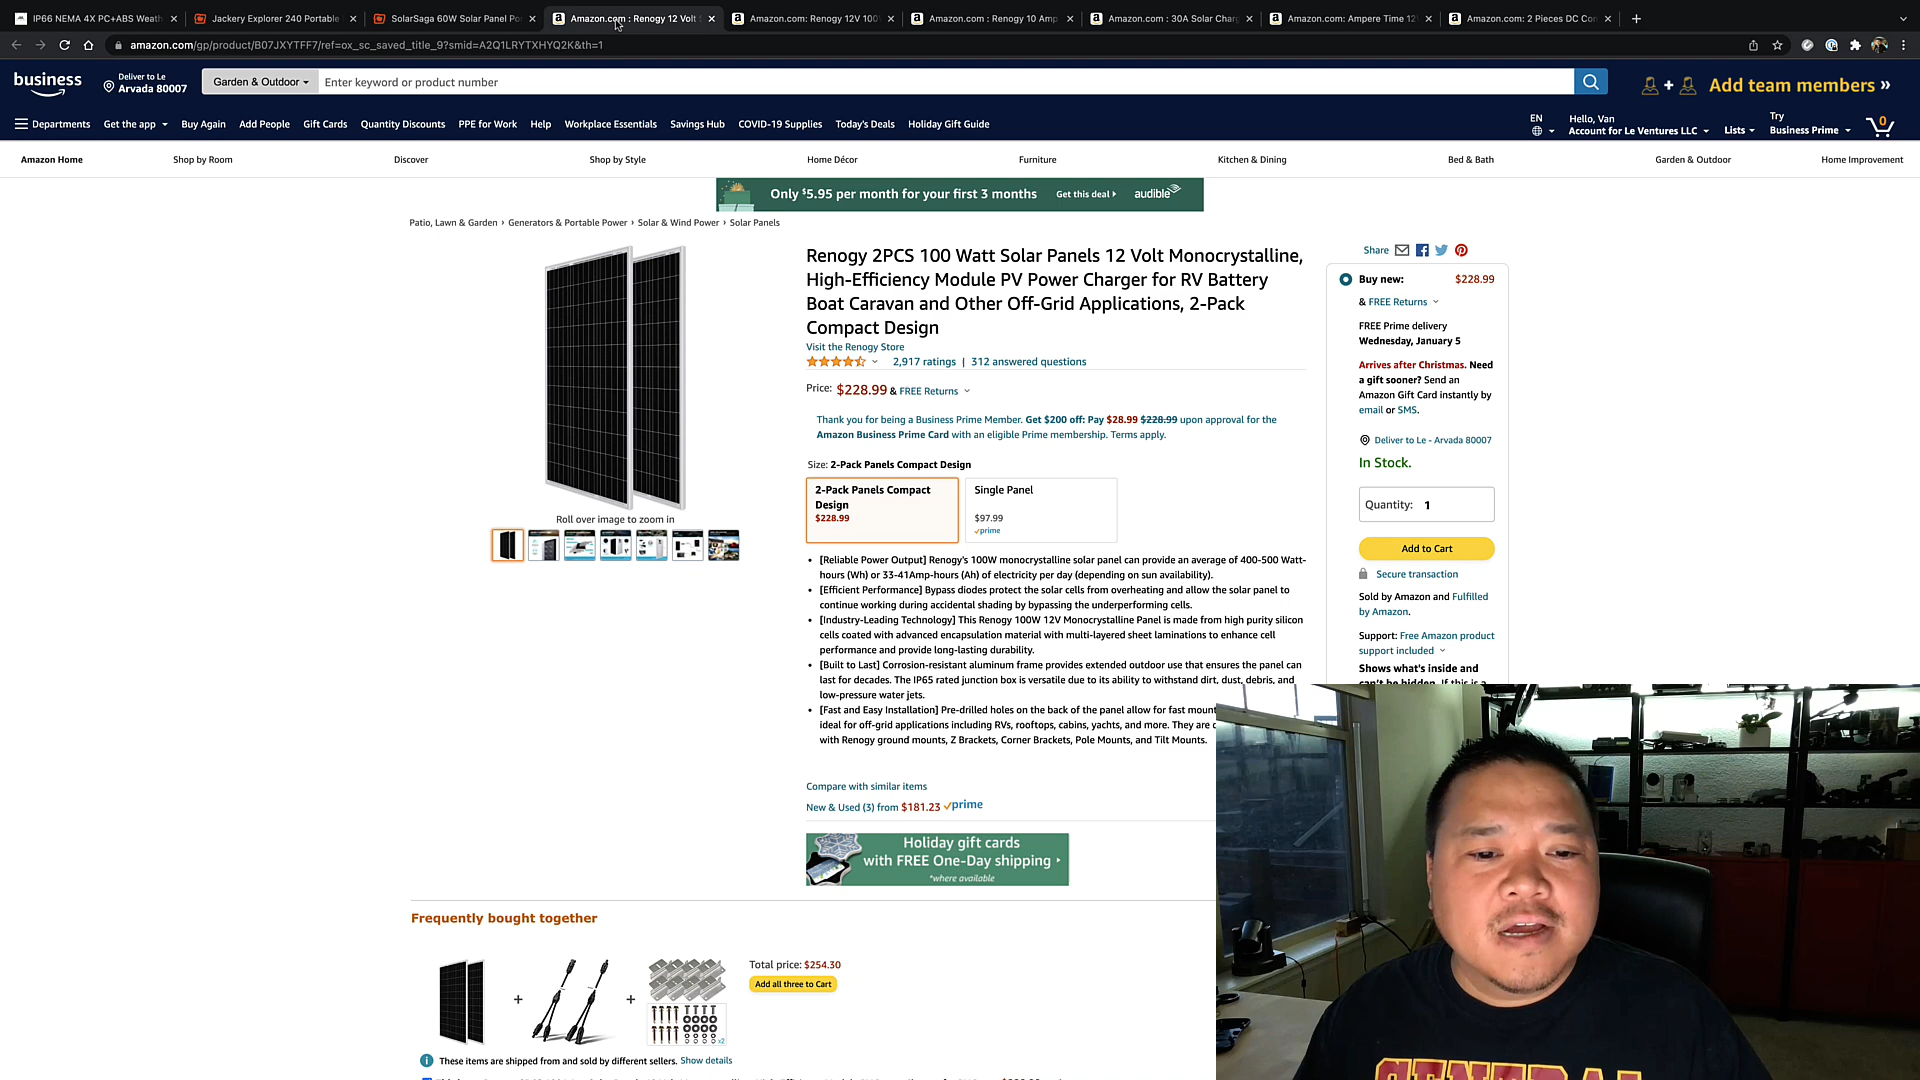 IP66 NEMA 4X PC+ABS Weath
Jackery Explorer 240 Portable
SolarSaga 60W Solar Panel Po
Amazon.com : Renogy 12 Volt
Amazon.com: Renogy 12V 100
Amazon.com : Renogy 10 Amp
Amazon.com : 30A Solar Charg
Amazon.com: Ampere Time 12
Amazon.com: 2 Pieces DC Con
amazon.com/gp/product/B07JXYTFF7/ref=ox_sc_saved_title_9?smid=A2Q1LRYTXHYQ2K&th=1
business
Deliver to Le
Arvada 80007
Garden & Outdoor
Enter keyword or product number
Add team members »
Departments
Get the app
Buy Again
Add People
Gift Cards
Quantity Discounts
PPE for Work
Help
Workplace Essentials
Savings Hub
COVID-19 Supplies
Today's Deals
Holiday Gift Guide
EN
Hello, Van
Account for Le Ventures LLC
Lists
Try
Business Prime
0
Amazon Home
Shop by Room
Discover
Shop by Style
Home Décor
Furniture
Kitchen & Dining
Bed & Bath
Garden & Outdoor
Home Improvement
Only $5.95 per month for your first 3 months
Get this deal
audible
Patio, Lawn & Garden › Generators & Portable Power › Solar & Wind Power › Solar Panels
Roll over image to zoom in
Renogy 2PCS 100 Watt Solar Panels 12 Volt Monocrystalline,
High-Efficiency Module PV Power Charger for RV Battery
Boat Caravan and Other Off-Grid Applications, 2-Pack
Compact Design
Visit the Renogy Store
2,917 ratings | 312 answered questions
Price: $228.99 & FREE Returns
Thank you for being a Business Prime Member. Get $200 off: Pay $28.99 $228.99 upon approval for the
Amazon Business Prime Card with an eligible Prime membership. Terms apply.
Size: 2-Pack Panels Compact Design
2-Pack Panels Compact
Design
$228.99
Single Panel
$97.99
prime
• [Reliable Power Output] Renogy's 100W monocrystalline solar panel can provide an average of 400-500 Watt-
hours (Wh) or 33-41Amp-hours (Ah) of electricity per day (depending on sun availability).
• [Efficient Performance] Bypass diodes protect the solar cells from overheating and allow the solar panel to
continue working during accidental shading by bypassing the underperforming cells.
• [Industry-Leading Technology] This Renogy 100W 12V Monocrystalline Panel is made from high purity silicon
cells coated with advanced encapsulation material with multi-layered sheet laminations to enhance cell
performance and provide long-lasting durability.
• [Built to Last] Corrosion-resistant aluminum frame provides extended outdoor use that ensures the panel can
last for decades. The IP65 rated junction box is versatile due to its ability to withstand dirt, dust, debris, and
low-pressure water jets.
• [Fast and Easy Installation] Pre-drilled holes on the back of the panel allow for fast mount
ideal for off-grid applications including RVs, rooftops, cabins, yachts, and more. They are c
with Renogy ground mounts, Z Brackets, Corner Brackets, Pole Mounts, and Tilt Mounts.
Compare with similar items
New & Used (3) from $181.23 prime
Holiday gift cards
with FREE One-Day shipping
*where available
Share
Buy new:
$228.99
& FREE Returns
FREE Prime delivery
Wednesday, January 5
Arrives after Christmas. Need
a gift sooner? Send an
Amazon Gift Card instantly by
email or SMS.
Deliver to Le - Arvada 80007
In Stock.
Quantity: 1
Add to Cart
Secure transaction
Sold by Amazon and Fulfilled
by Amazon.
Support: Free Amazon product
support included
Shows what's inside and
can't be hidden. If this is a
Frequently bought together
+
+
x2
Total price: $254.30
Add all three to Cart
These items are shipped from and sold by different sellers. Show details
GENERAL